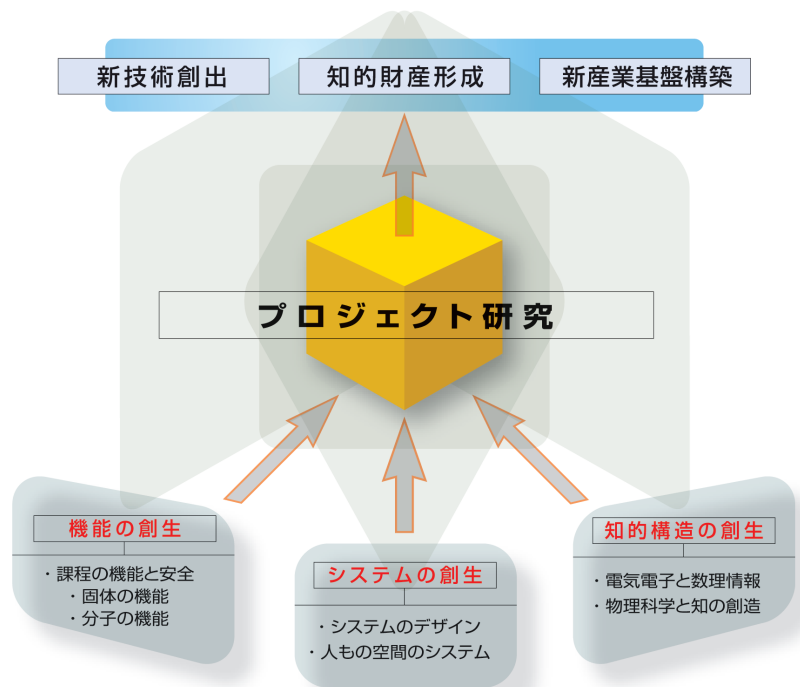 新技術創出
知的財産形成
新産業基盤構築
プロジェクト研究
機能の創生
・課程の機能と安全
・固体の機能
・分子の機能
システムの創生
・システムのデザイン
・人もの空間のシステム
知的構造の創生
・電気電子と数理情報
・物理科学と知の創造